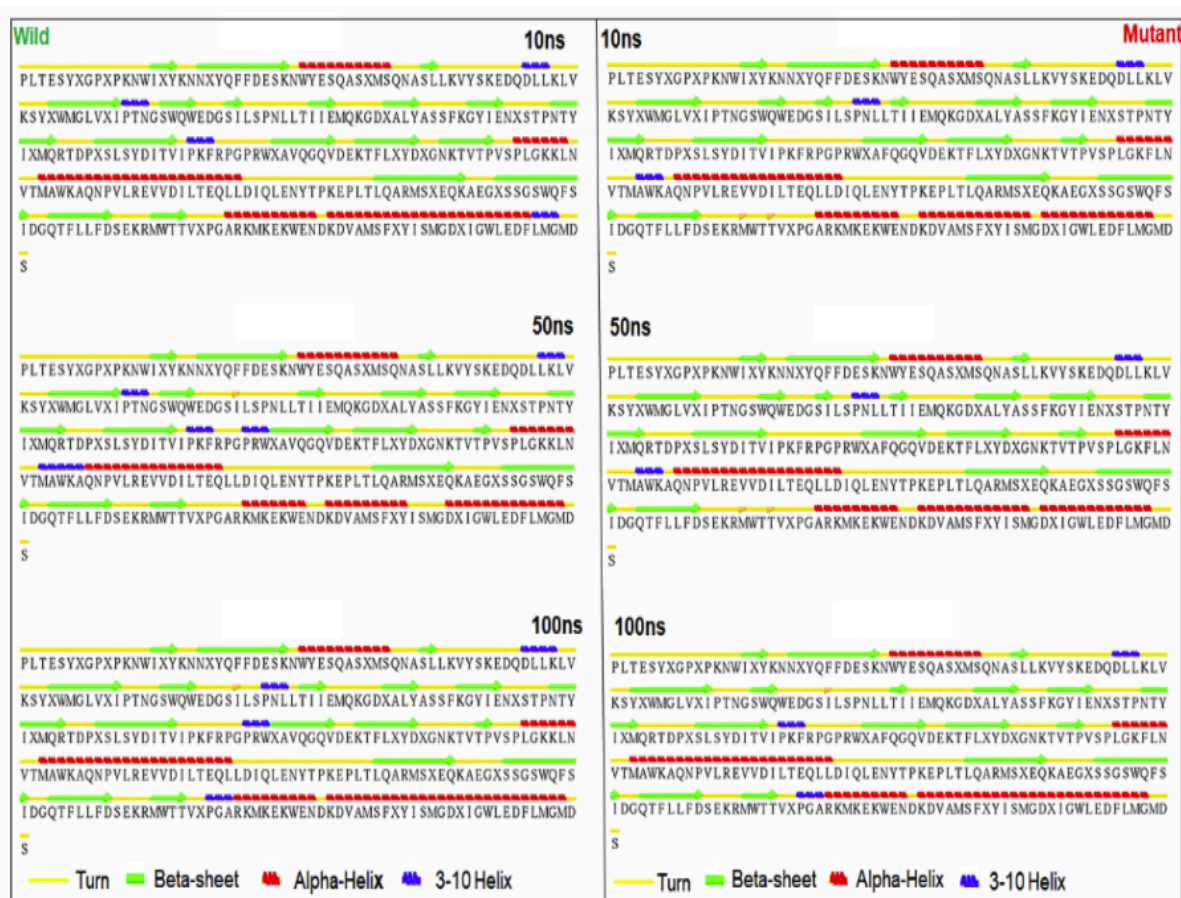 Wild
10ns
PLTESYXGPXPKNWIXYKNNXYQFFDESKNWYESQASXMSQNASLLKVYSKEDQDLLKLV
KSYXWMGLVXIPTNGSWQWEDGSILSPNLLTIIEMQKGDXALYASSFKGYIENXSTPNTY
IXMQRTDPXSLSYDITVIPKFRPGPRWXAVQGQVDEKTFLXYDXGNKTVTPVSPLGKKLN
VTMAWKAQNPVLREVVDILTEQLLDIQLENYTPKEPLTLQARMSXEQKAEGXSSGSWQFS
IDGQTFLLFDSEKRMWTTVXPGARKMKEKWENDKDVAMSFXYISMGDXIGWLEDFLMGMD
S
50ns
PLTESYXGPXPKNWIXYKNNXYQFFDESKNWYESQASXMSQNASLLKVYSKEDQDLLKLV
KSYXWMGLVXIPTNGSWQWEDGSILSPNLLTIIEMQKGDXALYASSFKGYIENXSTPNTY
IXMQRTDPXSLSYDITVIPKFRPGPRWXAVQGQVDEKTFLXYDXGNKTVTPVSPLGKKLN
VTMAWKAQNPVLREVVDILTEQLLDIQLENYTPKEPLTLQARMSXEQKAEGXSSGSWQFS
IDGQTFLLFDSEKRMWTTVXPGARKMKEKWENDKDVAMSFXYISMGDXIGWLEDFLMGMD
S
100ns
PLTESYXGPXPKNWIXYKNNXYQFFDESKNWYESQASXMSQNASLLKVYSKEDQDLLKLV
KSYXWMGLVXIPTNGSWQWEDGSILSPNLLTIIEMQKGDXALYASSFKGYIENXSTPNTY
IXMQRTDPXSLSYDITVIPKFRPGPRWXAVQGQVDEKTFLXYDXGNKTVTPVSPLGKKLN
VTMAWKAQNPVLREVVDILTEQLLDIQLENYTPKEPLTLQARMSXEQKAEGXSSGSWQFS
IDGQTFLLFDSEKRMWTTVXPGARKMKEKWENDKDVAMSFXYISMGDXIGWLEDFLMGMD
S
Turn Beta-sheet Alpha-Helix 3-10 Helix
10ns
Mutant
PLTESYXGPXPKNWIXYKNNXYQFFDESKNWYESQASXMSQNASLLKVYSKEDQDLLKLV
KSYXWMGLVXIPTNGSWQWEDGSILSPNLLTIIEMQKGDXALYASSFKGYIENXSTPNTY
IXMQRTDPXSLSYDITVIPKFRPGPRWXAFQGQVDEKTFLXYDXGNKTVTPVSPLGKFLN
VTMAWKAQNPVLREVVDILTEQLLDIQLENYTPKEPLTLQARMSXEQKAEGXSSGSWQFS
IDGQTFLLFDSEKRMWTTVXPGARKMKEKWENDKDVAMSFXYISMGDXIGWLEDFLMGMD
S
50ns
PLTESYXGPXPKNWIXYKNNXYQFFDESKNWYESQASXMSQNASLLKVYSKEDQDLLKLV
KSYXWMGLVXIPTNGSWQWEDGSILSPNLLTIIEMQKGDXALYASSFKGYIENXSTPNTY
IXMQRTDPXSLSYDITVIPKFRPGPRWXAFQGQVDEKTFLXYDXGNKTVTPVSPLGKFLN
VTMAWKAQNPVLREVVDILTEQLLDIQLENYTPKEPLTLQARMSXEQKAEGXSSGSWQFS
IDGQTFLLFDSEKRMWTTVXPGARKMKEKWENDKDVAMSFXYISMGDXIGWLEDFLMGMD
S
100ns
PLTESYXGPXPKNWIXYKNNXYQFFDESKNWYESQASXMSQNASLLKVYSKEDQDLLKLV
KSYXWMGLVXIPTNGSWQWEDGSILSPNLLTIIEMQKGDXALYASSFKGYIENXSTPNTY
IXMQRTDPXSLSYDITVIPKFRPGPRWXAFQGQVDEKTFLXYDXGNKTVTPVSPLGKFLN
VTMAWKAQNPVLREVVDILTEQLLDIQLENYTPKEPLTLQARMSXEQKAEGXSSGSWQFS
IDGQTFLLFDSEKRMWTTVXPGARKMKEKWENDKDVAMSFXYISMGDXIGWLEDFLMGMD
S
Turn Beta-sheet Alpha-Helix 3-10 Helix